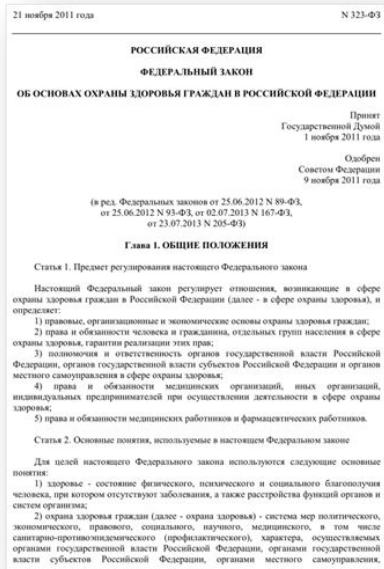 21 ноября 2011 года N 323-ФЗ
РОССИЙСКАЯ ФЕДЕРАЦИЯ
ФЕДЕРАЛЬНЫЙ ЗАКОН
ОБ ОСНОВАХ ОХРАНЫ ЗДОРОВЬЯ ГРАЖДАН В РОССИЙСКОЙ ФЕДЕРАЦИИ
Принят
Государственной Думой
1 ноября 2011 года
Одобрен
Советом Федерации
9 ноября 2011 года
(в ред. Федеральных законов от 25.06.2012 N 89-ФЗ,
от 25.06.2012 N 93-ФЗ, от 02.07.2013 N 167-ФЗ,
от 23.07.2013 N 205-ФЗ)
Глава 1. ОБЩИЕ ПОЛОЖЕНИЯ
Статья 1. Предмет регулирования настоящего Федерального закона
Настоящий Федеральный закон регулирует отношения, возникающие в сфере
охраны здоровья граждан в Российской Федерации (далее - в сфере охраны здоровья), и
определяет:
1) правовые, организационные и экономические основы охраны здоровья граждан;
2) права и обязанности человека и гражданина, отдельных групп населения в сфере
охраны здоровья, гарантии реализации этих прав;
3) полномочия и ответственность органов государственной власти Российской
Федерации, органов государственной власти субъектов Российской Федерации и органов
местного самоуправления в сфере охраны здоровья;
4) права и обязанности медицинских организаций, иных организаций,
индивидуальных предпринимателей при осуществлении деятельности в сфере охраны
здоровья;
5) права и обязанности медицинских работников и фармацевтических работников.
Статья 2. Основные понятия, используемые в настоящем Федеральном законе
Для целей настоящего Федерального закона используются следующие основные
понятия:
1) здоровье - состояние физического, психического и социального благополучия
человека, при котором отсутствуют заболевания, а также расстройства функций органов и
систем организма;
2) охрана здоровья граждан (далее - охрана здоровья) - система мер политического,
экономического, правового, социального, научного, медицинского, в том числе
санитарно-противоэпидемического (профилактического), характера, осуществляемых
органами государственной власти Российской Федерации, органами государственной
власти субъектов Российской Федерации, органами местного самоуправления,